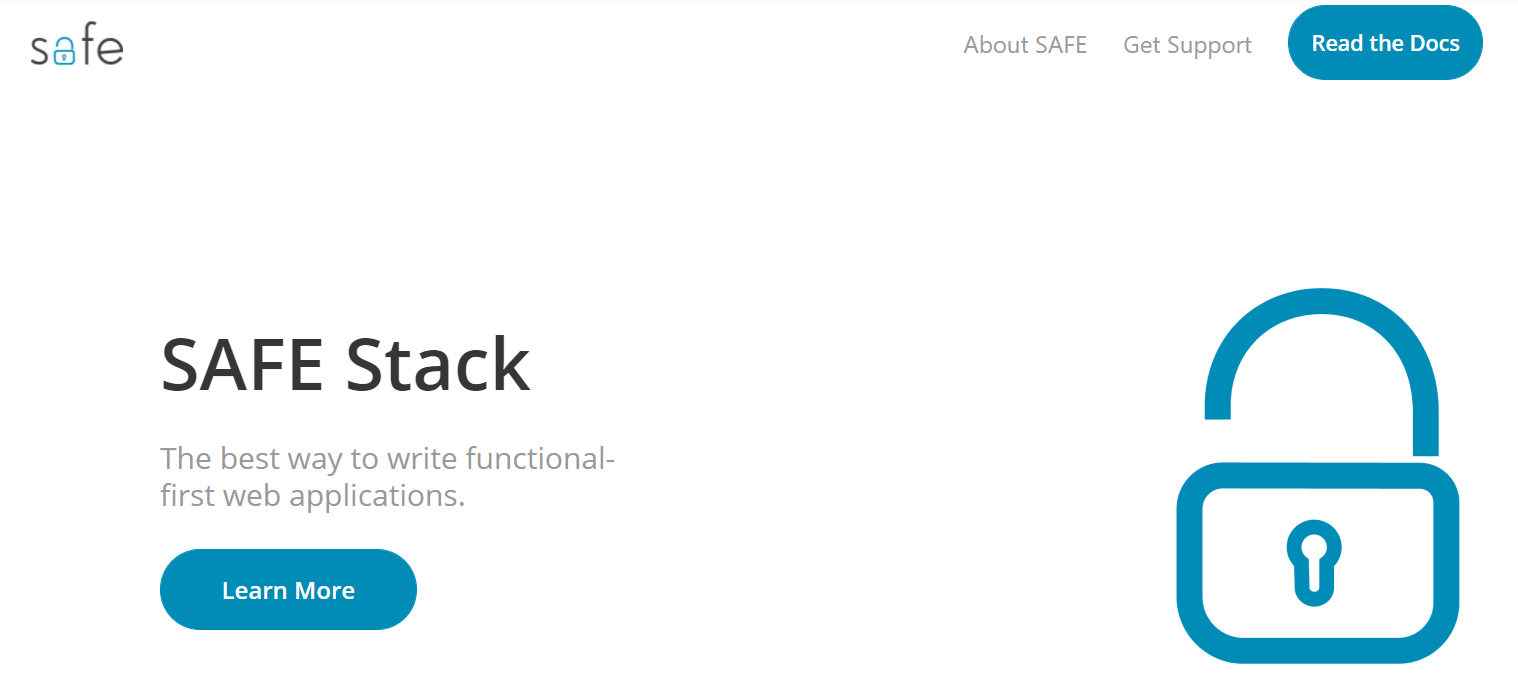 safe
About SAFE
Get Support
Read the Docs
SAFE Stack
The best way to write functional-
first web applications.
Learn More